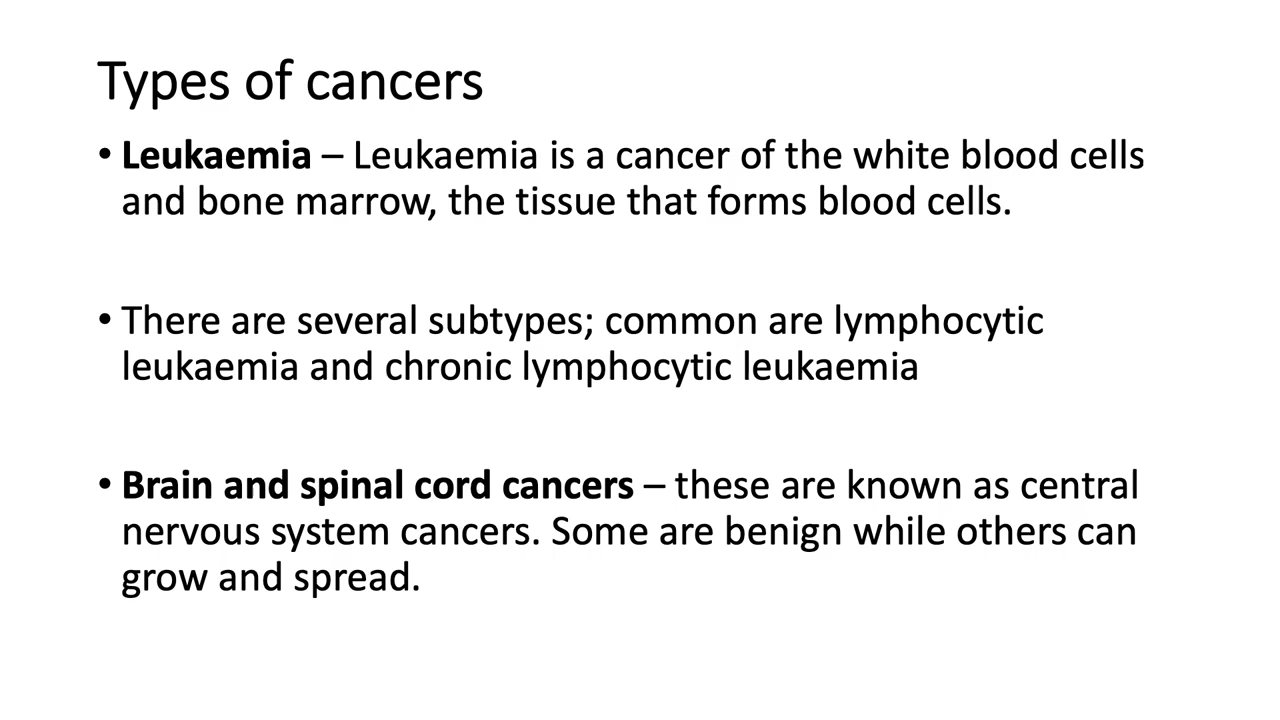 Types of cancers
• Leukaemia – Leukaemia is a cancer of the white blood cells
and bone marrow, the tissue that forms blood cells.
• There are several subtypes; common are lymphocytic
leukaemia and chronic lymphocytic leukaemia
• Brain and spinal cord cancers – these are known as central
nervous system cancers. Some are benign while others can
grow and spread.